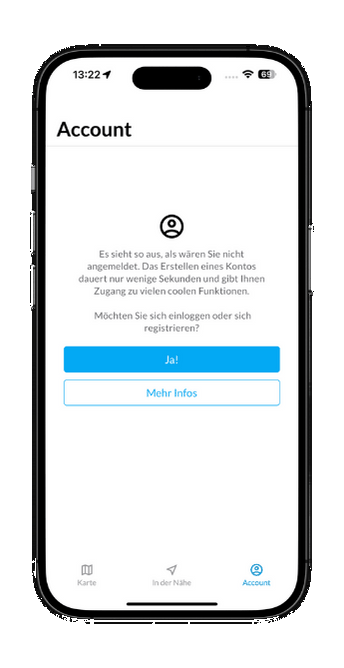 13:22
69
Account
Es sieht so aus, als wären Sie nicht
angemeldet. Das Erstellen eines Kontos
dauert nur wenige Sekunden und gibt Ihnen
Zugang zu vielen coolen Funktionen.
Möchten Sie sich einloggen oder sich
registrieren?
Ja!
Mehr Infos
Karte
In der Nähe
Account